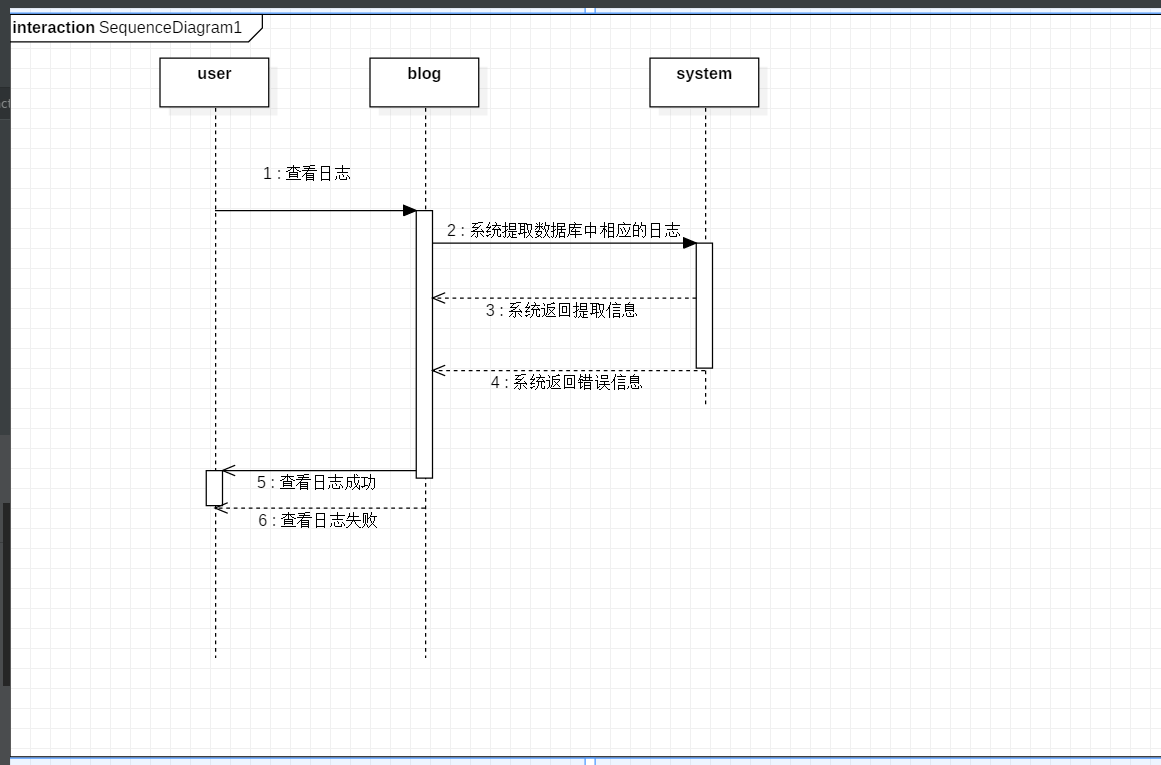 interaction SequenceDiagram1
user
blog
system
1 : 查看日志
2 : 系统提取数据库中相应的日志
3 : 系统返回提取信息
4 : 系统返回错误信息
5 : 查看日志成功
6 : 查看日志失败